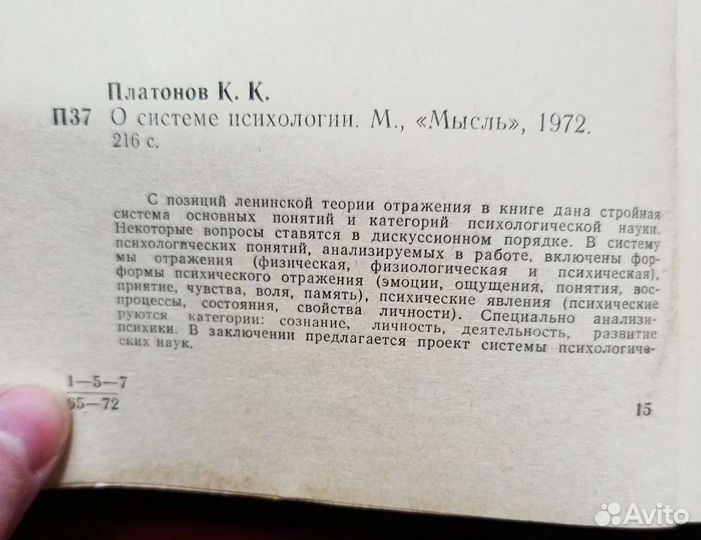 Платонов К. К.
П37 О системе психологии. М., «Мысль», 1972.
216 с.
С позиций ленинской теории отражения в книге дана стройная
система основных понятий и категорий психологической науки.
Некоторые вопросы ставятся в дискуссионном порядке. В систему
психологических понятий, анализируемых в работе, включены фор-
мы отражения (физическая, физиологическая и психическая),
формы психического отражения (эмоции, ощущения, понятия, вос-
приятие, чувства, воля, память), психические явления (психические
процессы, состояния, свойства личности). Специально анализи-
руются категории: сознание, личность, деятельность, развитие
психики. В заключении предлагается проект системы психологиче-
ских наук.
1—5—7
65—72
15
Avito